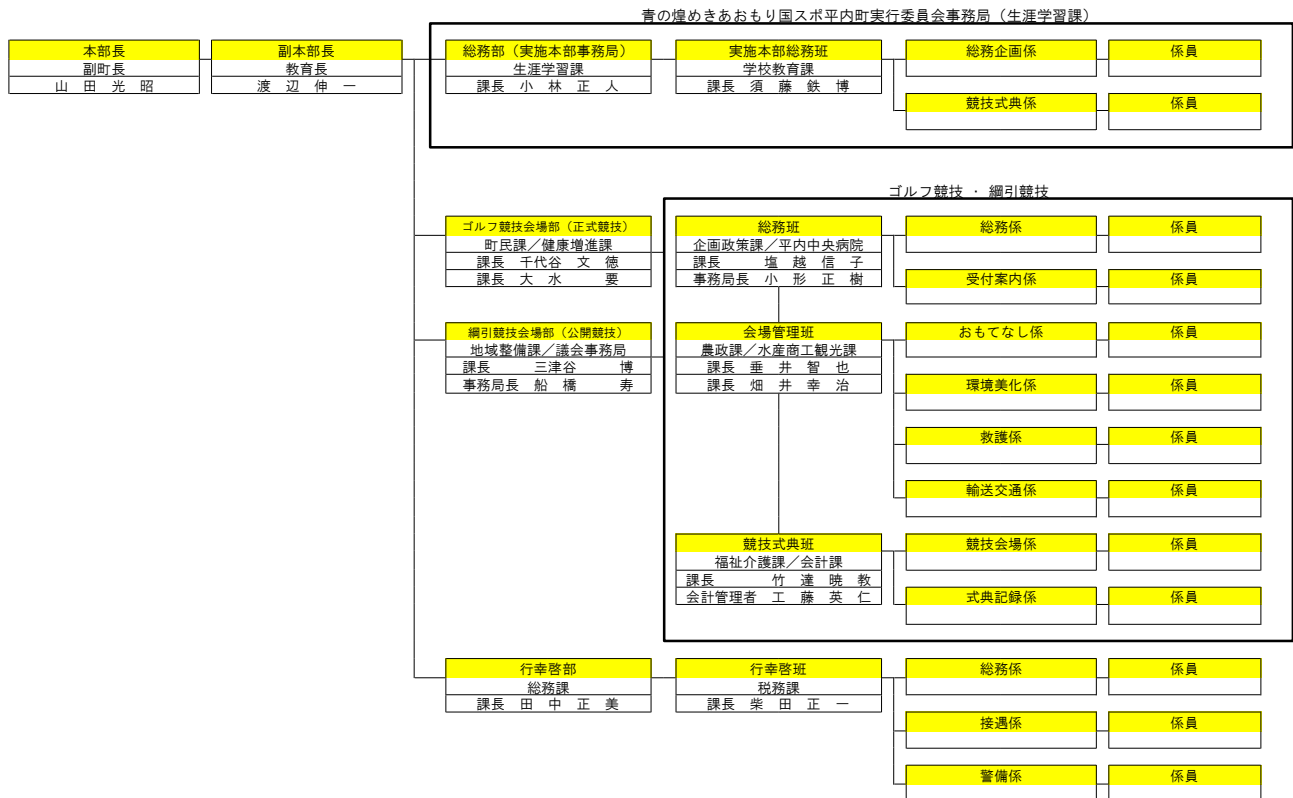 青の煌めきあおもり国スポ平内町実行委員会事務局（生涯学習課）
本部長
副町長
山 田 光 昭
副本部長
教育長
渡 辺 伸 一
総務部（実施本部事務局）
生涯学習課
課長 小 林 正 人
実施本部総務班
学校教育課
課長 須 藤 鉄 博
総務企画係
係員
競技式典係
係員
ゴルフ競技 ・ 綱引競技
ゴルフ競技会場部（正式競技）
町民課／健康増進課
課長 千代谷 文 徳
課長 大 水 要
総務班
企画政策課／平内中央病院
課長 塩 越 信 子
事務局長 小 形 正 樹
総務係
係員
受付案内係
係員
綱引競技会場部（公開競技）
地域整備課／議会事務局
課長 三津谷 博
事務局長 船 橋 寿
会場管理班
農政課／水産商工観光課
課長 垂 井 智 也
課長 畑 井 幸 治
おもてなし係
係員
環境美化係
係員
救護係
係員
輸送交通係
係員
競技式典班
福祉介護課／会計課
課長 竹 達 暁 教
会計管理者 工 藤 英 仁
競技会場係
係員
式典記録係
係員
行幸啓部
総務課
課長 田 中 正 美
行幸啓班
税務課
課長 柴 田 正 一
総務係
係員
接遇係
係員
警備係
係員